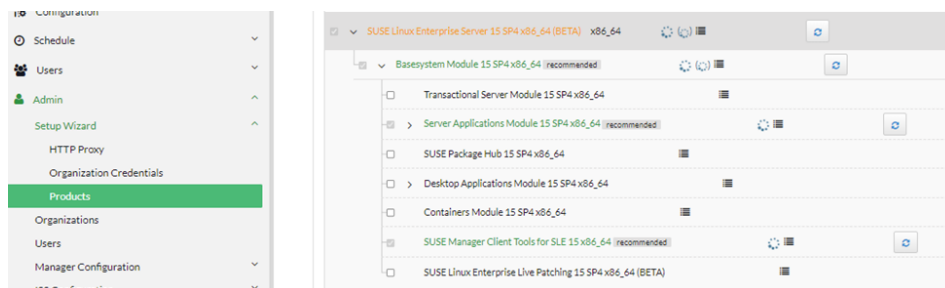 Configuration
Schedule
Users
Admin
Setup Wizard
HTTP Proxy
Organization Credentials
Products
Organizations
Users
Manager Configuration
SUSE Linux Enterprise Server 15 SP4 x86_64 (BETA) x86_64
Basesystem Module 15 SP4 x86_64 recommended
Transactional Server Module 15 SP4 x86_64
Server Applications Module 15 SP4 x86_64 recommended
SUSE Package Hub 15 SP4 x86_64
Desktop Applications Module 15 SP4 x86_64
Containers Module 15 SP4 x86_64
SUSE Manager Client Tools for SLE 15 x86_64 recommended
SUSE Linux Enterprise Live Patching 15 SP4 x86_64 (BETA)